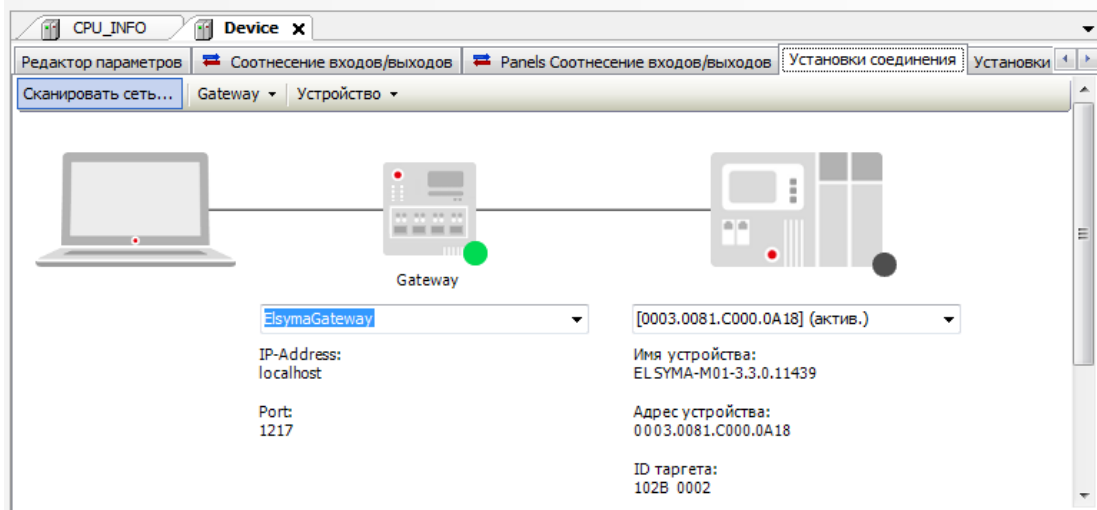 CPU_INFO Device
Редактор параметров Соотнесение входов/выходов Panels Соотнесение входов/выходов Установки соединения Установки
Сканировать сеть... Gateway Устройство
Gateway
ElsymaGateway [0003.0081.C000.0A18] (актив.)
IP-Address: Имя устройства:
localhost ELSYMA-M01-3.3.0.11439
Port: Адрес устройства:
1217 0003.0081.C000.0A18
ID таргета:
102B 0002